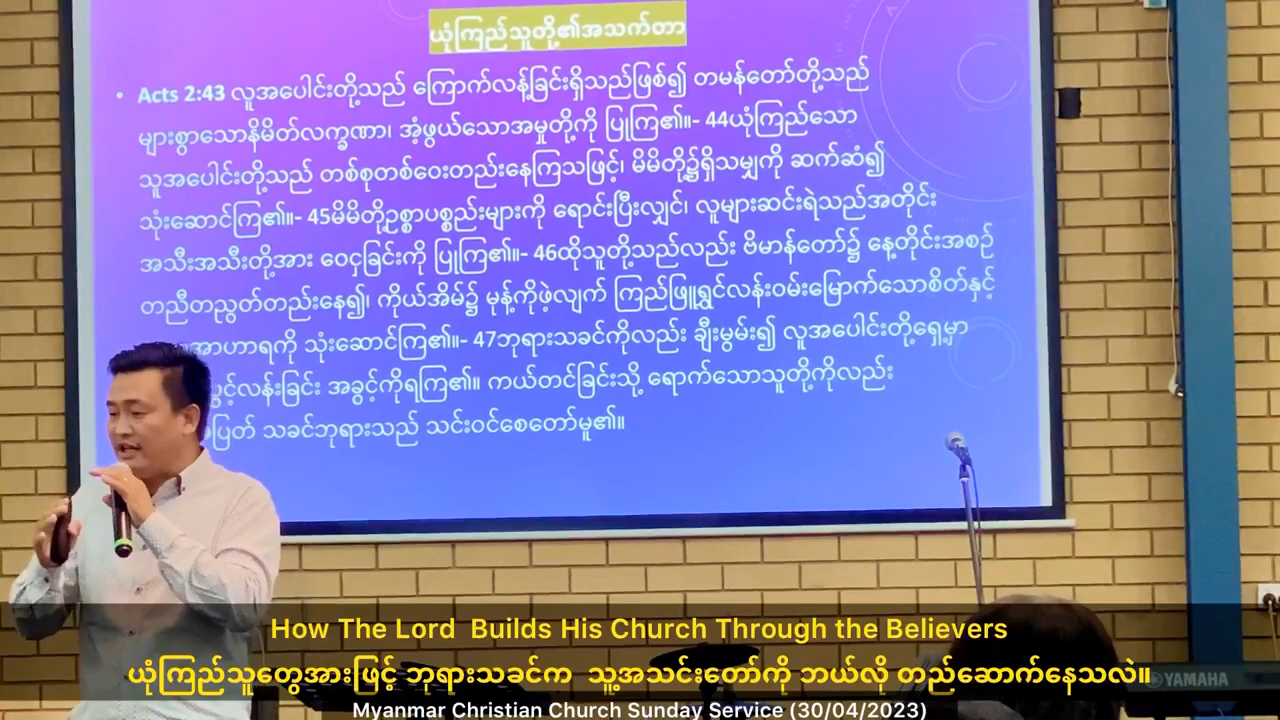 ယုံကြည်သူတို့၏အသက်တာ
• Acts 2:43 လူအပေါင်းတို့သည် ကြောက်လန့်ခြင်းရှိသည်ဖြစ်၍ တမန်တော်တို့သည်
များစွာသောနိမိတ်လက္ခဏာ၊ အံ့ဖွယ်သောအမှုတို့ကို ပြုကြ၏။- 44ယုံကြည်သော
သူအပေါင်းတို့သည် တစ်စုတစ်ဝေးတည်းနေကြသဖြင့်၊ မိမိတို့၌ရှိသမျှကို ဆက်ဆံ၍
သုံးဆောင်ကြ၏။- 45မိမိတို့ဥစ္စာပစ္စည်းများကို ရောင်းပြီးလျှင်၊ လူများဆင်းရဲသည်အတိုင်း
အသီးအသီးတို့အား ဝေငှခြင်းကို ပြုကြ၏။- 46ထိုသူတို့သည်လည်း ဗိမာန်တော်၌ နေ့တိုင်းအစဉ်
တညီတညွတ်တည်းနေ၍၊ ကိုယ်အိမ်၌ မုန့်ကိုဖဲ့လျက် ကြည်ဖြူရွှင်လန်းဝမ်းမြောက်သောစိတ်နှင့်
အာဟာရကို သုံးဆောင်ကြ၏။- 47ဘုရားသခင်ကိုလည်း ချီးမွမ်း၍ လူအပေါင်းတို့ရှေ့မှာ
အခွင့်ကိုရကြ၏။ ကယ်တင်ခြင်းသို့ ရောက်သောသူတို့ကိုလည်း
သခင်ဘုရားသည် သင်းဝင်စေတော်မူ၏။
How The Lord Builds His Church Through the Believers
ယုံကြည်သူတွေအားဖြင့် ဘုရားသခင်က သူ့အသင်းတော်ကို ဘယ်လို တည်ဆောက်နေသလဲ။
YAMAHA
Myanmar Christian Church Sunday Service (30/04/2023)